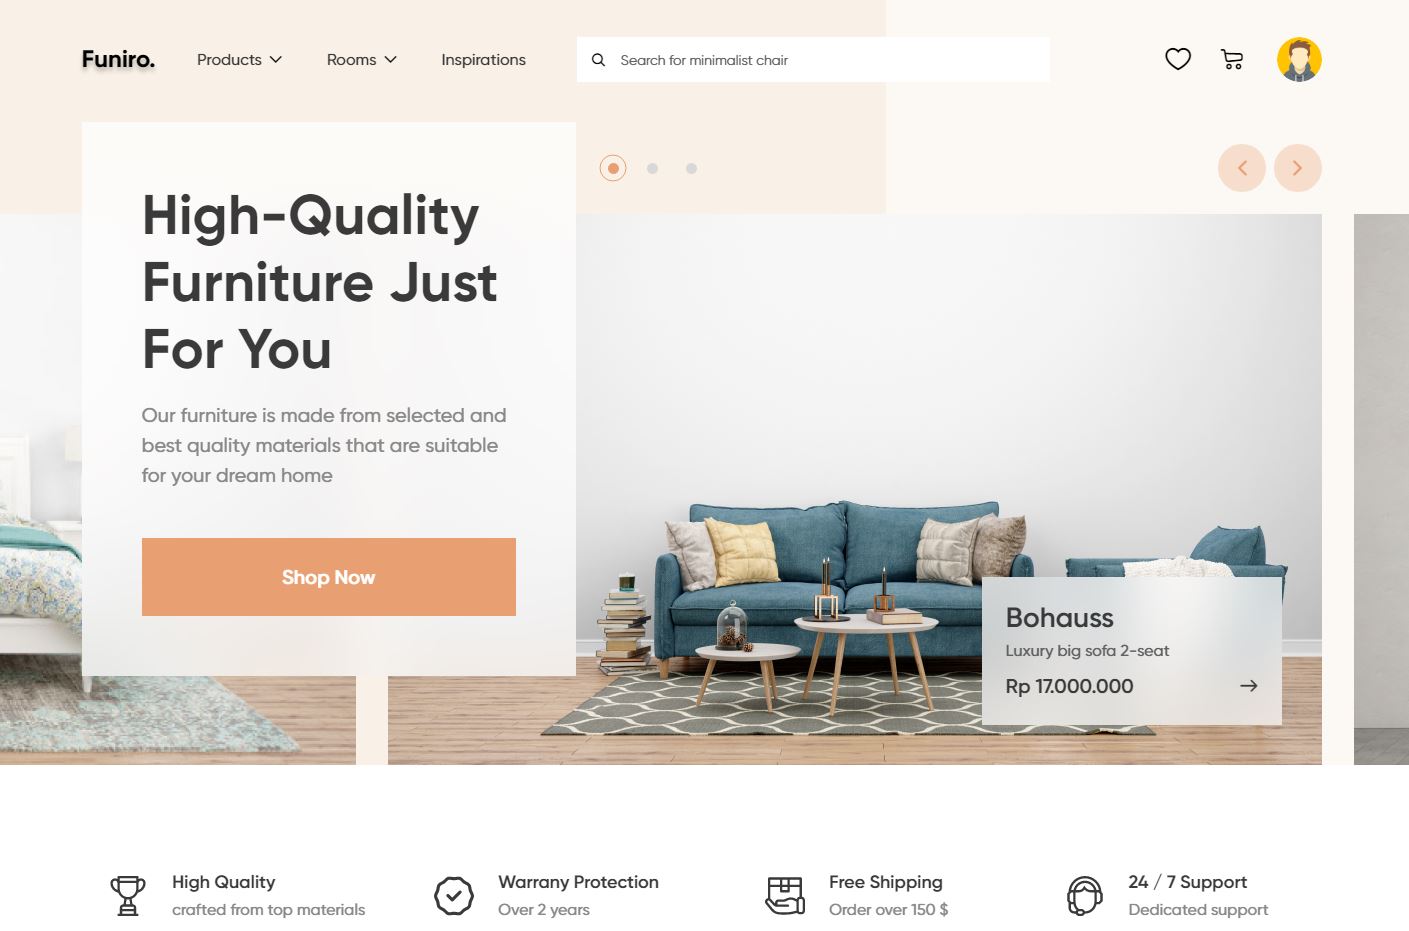 Funiro.
Products
Rooms
Inspirations
Search for minimalist chair
High-Quality
Furniture Just
For You
Our furniture is made from selected and
best quality materials that are suitable
for your dream home
Shop Now
Bohauss
Luxury big sofa 2-seat
Rp 17.000.000
High Quality
crafted from top materials
Warrany Protection
Over 2 years
Free Shipping
Order over 150 $
24 / 7 Support
Dedicated support